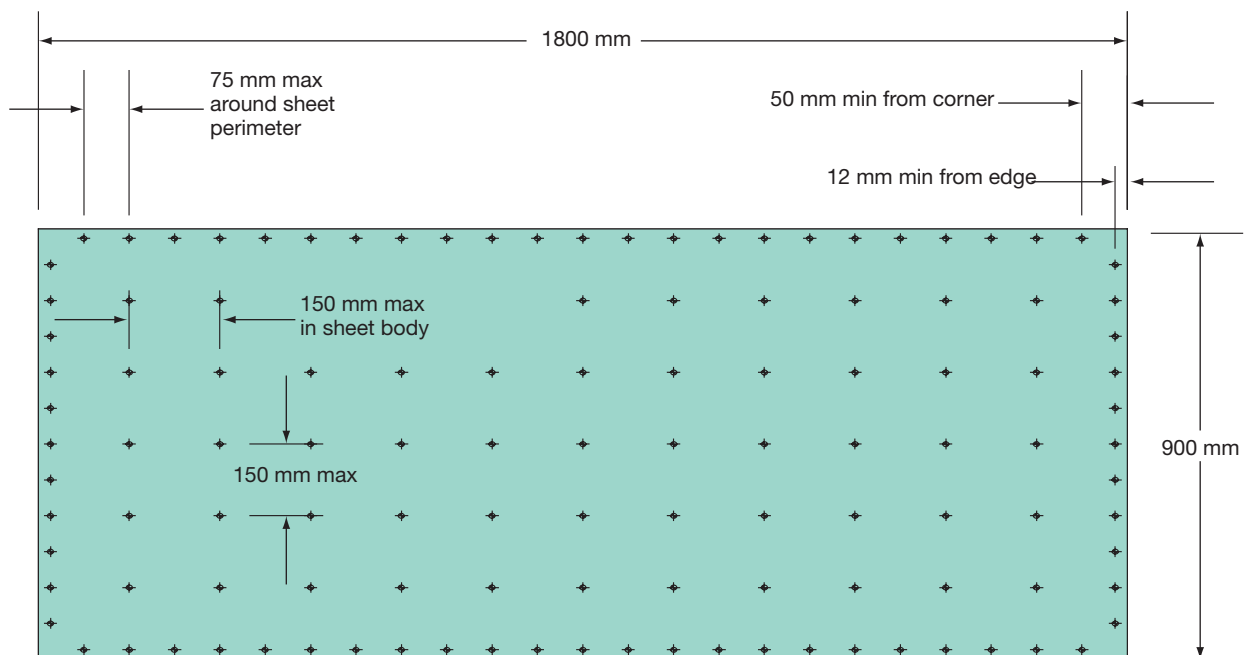 1800 mm
75 mm max
around sheet
perimeter
50 mm min from corner
12 mm min from edge
150 mm max
in sheet body
150 mm max
900 mm